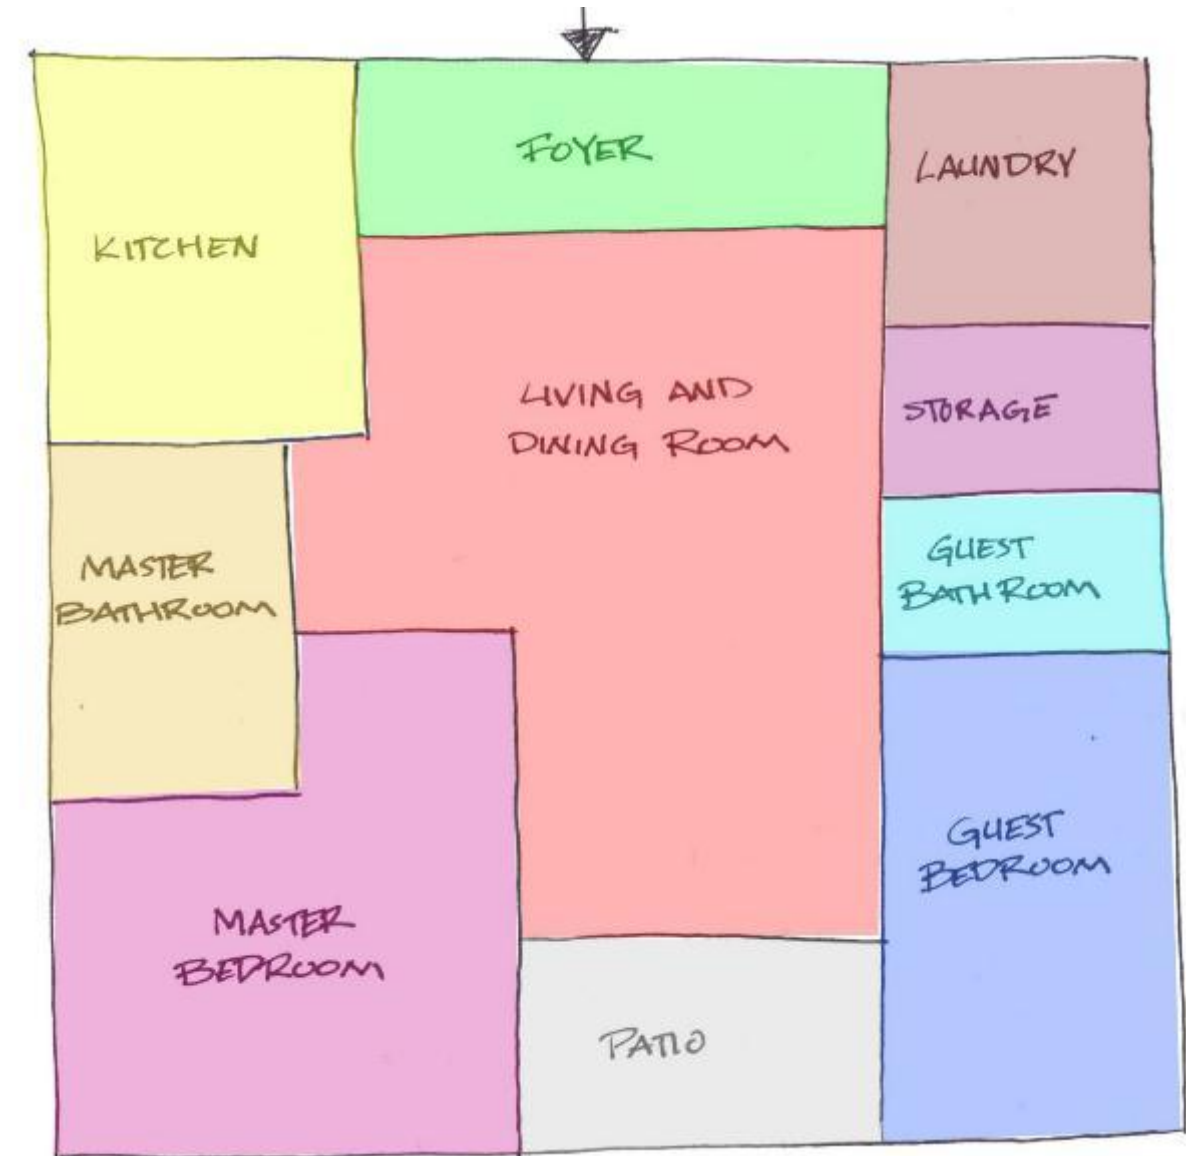 FOYER
LAUNDRY
KITCHEN
LIVING AND
DINING ROOM
STORAGE
MASTER
BATHROOM
GUEST
BATHROOM
GUEST
BEDROOM
MASTER
BEDROOM
PATIO